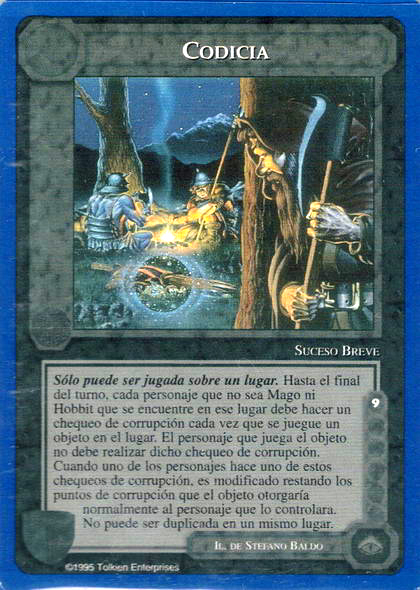 CODICIA
SUCESO BREVE
Sólo puede ser jugada sobre un lugar. Hasta el final
del turno, cada personaje que no sea Mago ni
Hobbit que se encuentre en ese lugar debe hacer un
chequeo de corrupción cada vez que se juegue un
objeto en el lugar. El personaje que juega el objeto
no debe realizar dicho chequeo de corrupción.
Cuando uno de los personajes hace uno de estos
chequeos de corrupción, es modificado restando los
puntos de corrupción que el objeto otorgaría
normalmente al personaje que lo controlara.
No puede ser duplicada en un mismo lugar.
9
IL. DE STEFANO BALDO
©1995 Tolkien Enterprises